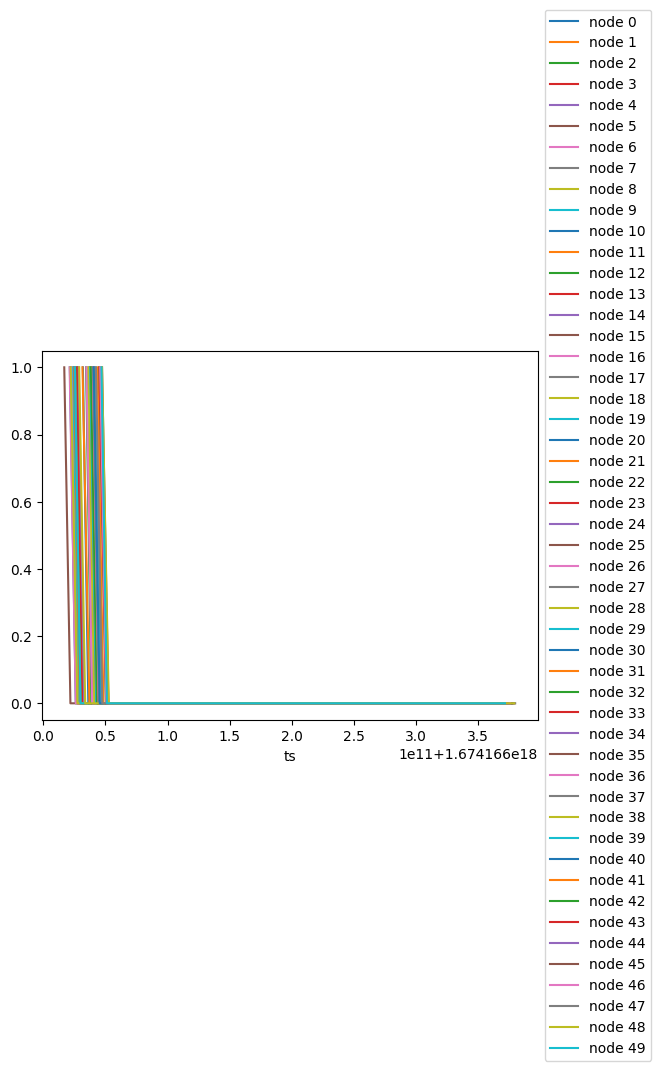 1.0
0.8
0.6
0.4
0.2
0.0
0.0
0.5
1.0
1.5
2.0
2.5
3.0
3.5
1e11+1.674166e18
ts
node 0
node 1
node 2
node 3
node 4
node 5
node 6
node 7
node 8
node 9
node 10
node 11
node 12
node 13
node 14
node 15
node 16
node 17
node 18
node 19
node 20
node 21
node 22
node 23
node 24
node 25
node 26
node 27
node 28
node 29
node 30
node 31
node 32
node 33
node 34
node 35
node 36
node 37
node 38
node 39
node 40
node 41
node 42
node 43
node 44
node 45
node 46
node 47
node 48
node 49